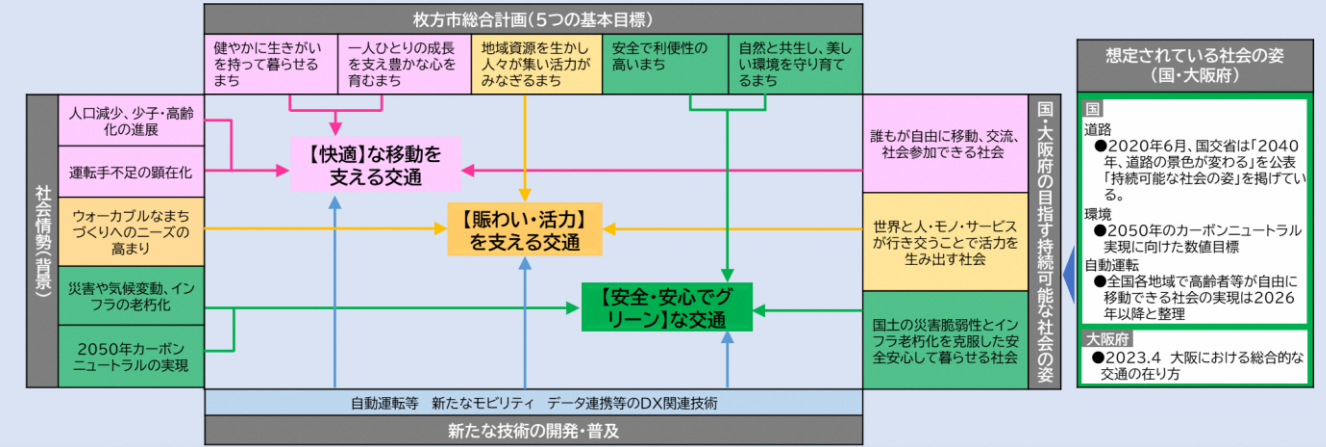 枚方市総合計画(５つの基本目標)
健やかに生きがい
を持って暮らせる
まち
一人ひとりの成長
を支え豊かな心を
育むまち
地域資源を生かし
人々が集い活力が
みなぎるまち
安全で利便性の
高いまち
自然と共生し、美し
い環境を守り育て
るまち
社会情勢(背景)
人口減少、少子・高齢
化の進展
運転手不足の顕在化
ウォーカブルなまち
づくりへのニーズの
高まり
災害や気候変動、イン
フラの老朽化
2050年カーボン
ニュートラルの実現
【快適】な移動を
支える交通
【賑わい・活力】
を支える交通
【安全・安心でグ
リーン】な交通
誰もが自由に移動、交流、
社会参加できる社会
世界と人・モノ・サービス
が行き交うことで活力を
生み出す社会
国土の災害脆弱性とイン
フラ老朽化を克服した安
全安心して暮らせる社会
国・大阪府の目指す持続可能な社会の姿
自動運転等　新たなモビリティ　データ連携等のDX関連技術
新たな技術の開発・普及
想定されている社会の姿
(国・大阪府)
国
道路
●2020年6月、国交省は「2040
年、道路の景色が変わる」を公表
「持続可能な社会の姿」を掲げてい
る。
環境
●2050年のカーボンニュートラル
実現に向けた数値目標
自動運転
●全国各地域で高齢者等が自由に
移動できる社会の実現は2026
年以降と整理
大阪府
●2023.4 大阪における総合的な
交通の在り方